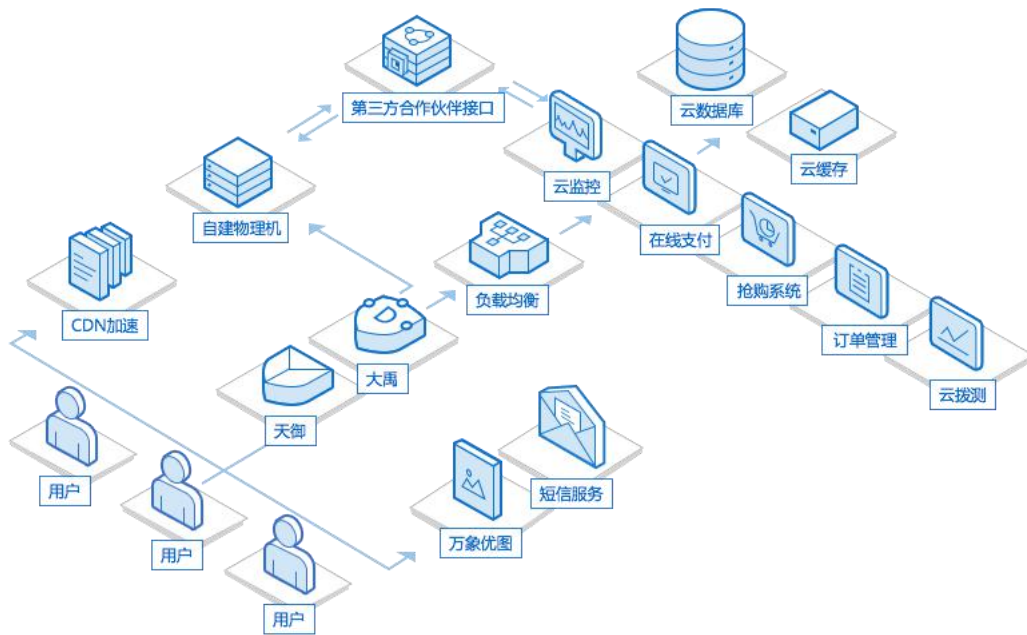 第三方合作伙伴接口
云数据库
云缓存
云监控
自建物理机
在线支付
抢购系统
负载均衡
CDN加速
订单管理
大禹
云拨测
天御
用户
短信服务
万象优图
用户
用户